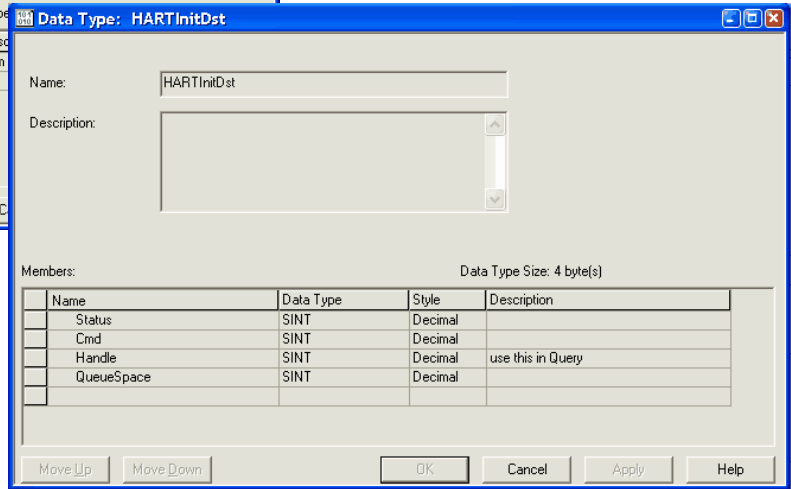 Data Type: HARTInitDst
Name: HARTInitDst
Description:
Members: Data Type Size: 4 byte(s)
Name Data Type Style Description
Status SINT Decimal
Cmd SINT Decimal
Handle SINT Decimal use this in Query
QueueSpace SINT Decimal
Move Up Move Down OK Cancel Apply Help